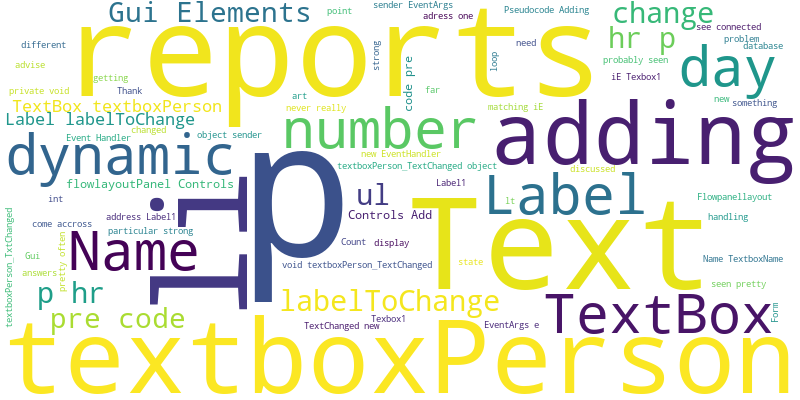 Gui Elements
reports
point
sender EventArgs
adress one
Pseudocode Adding
change
see connected
different
strong
code pre
loop
need
hr p
problem
database
advise
getting
probably seen
iE Texbox1
day
private void
Thank
art
new
something
TextBox textboxPerson
never really
matching iE
adding
Label labelToChange
changed
number
Event Handler
object sender
far
dynamic
new EventHandler
discussed
li
p
textboxPerson_TextChanged object
flowlayoutPanel Controls
Label1
Text
Label
Flowpanellayout
int
ul
lt
textboxPerson_TxtChanged
address Label1
Controls Add
handling
come accross
particular strong
Name
Count
display
Gui
pretty often
void textboxPerson_TextChanged
state
Name TextboxName
answers
seen pretty
p hr
labelToChange
TextBox
Form
pre code
Texbox1
TextChanged new
EventArgs e
textboxPerson